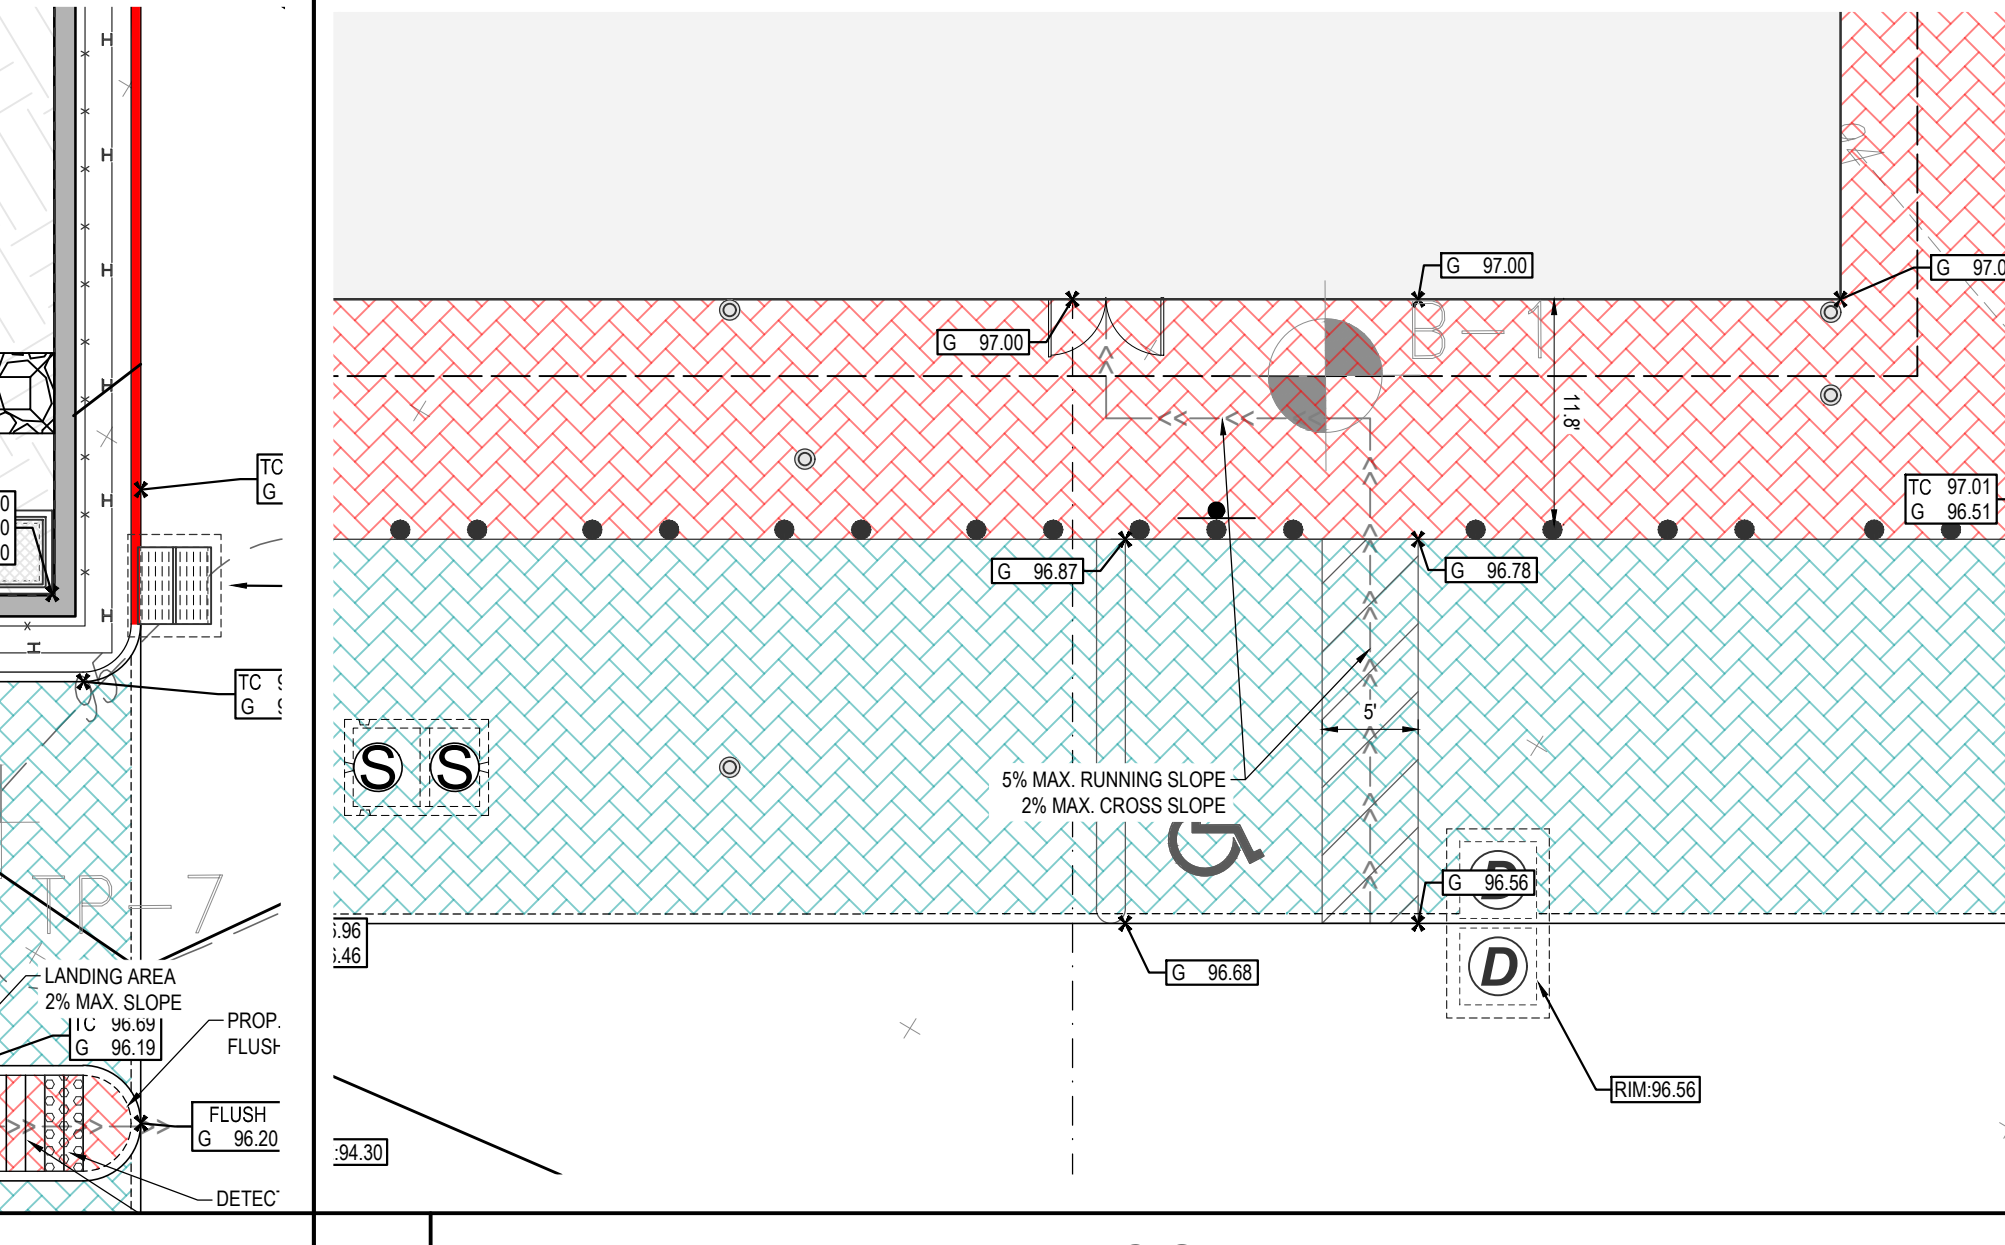 G 97.00
G 97.0
G 97.00
B-1
11.8'
TC
G
0
0
0
TC 97.01
G 96.51
G 96.87
G 96.78
TC
G
5'
S S
5% MAX. RUNNING SLOPE
2% MAX. CROSS SLOPE
D
G 96.56
TP-7
.96
.46
D
G 96.68
LANDING AREA
2% MAX. SLOPE
TC 96.69
G 96.19
PROP.
FLUSH
RIM:96.56
FLUSH
G 96.20
:94.30
DETEC